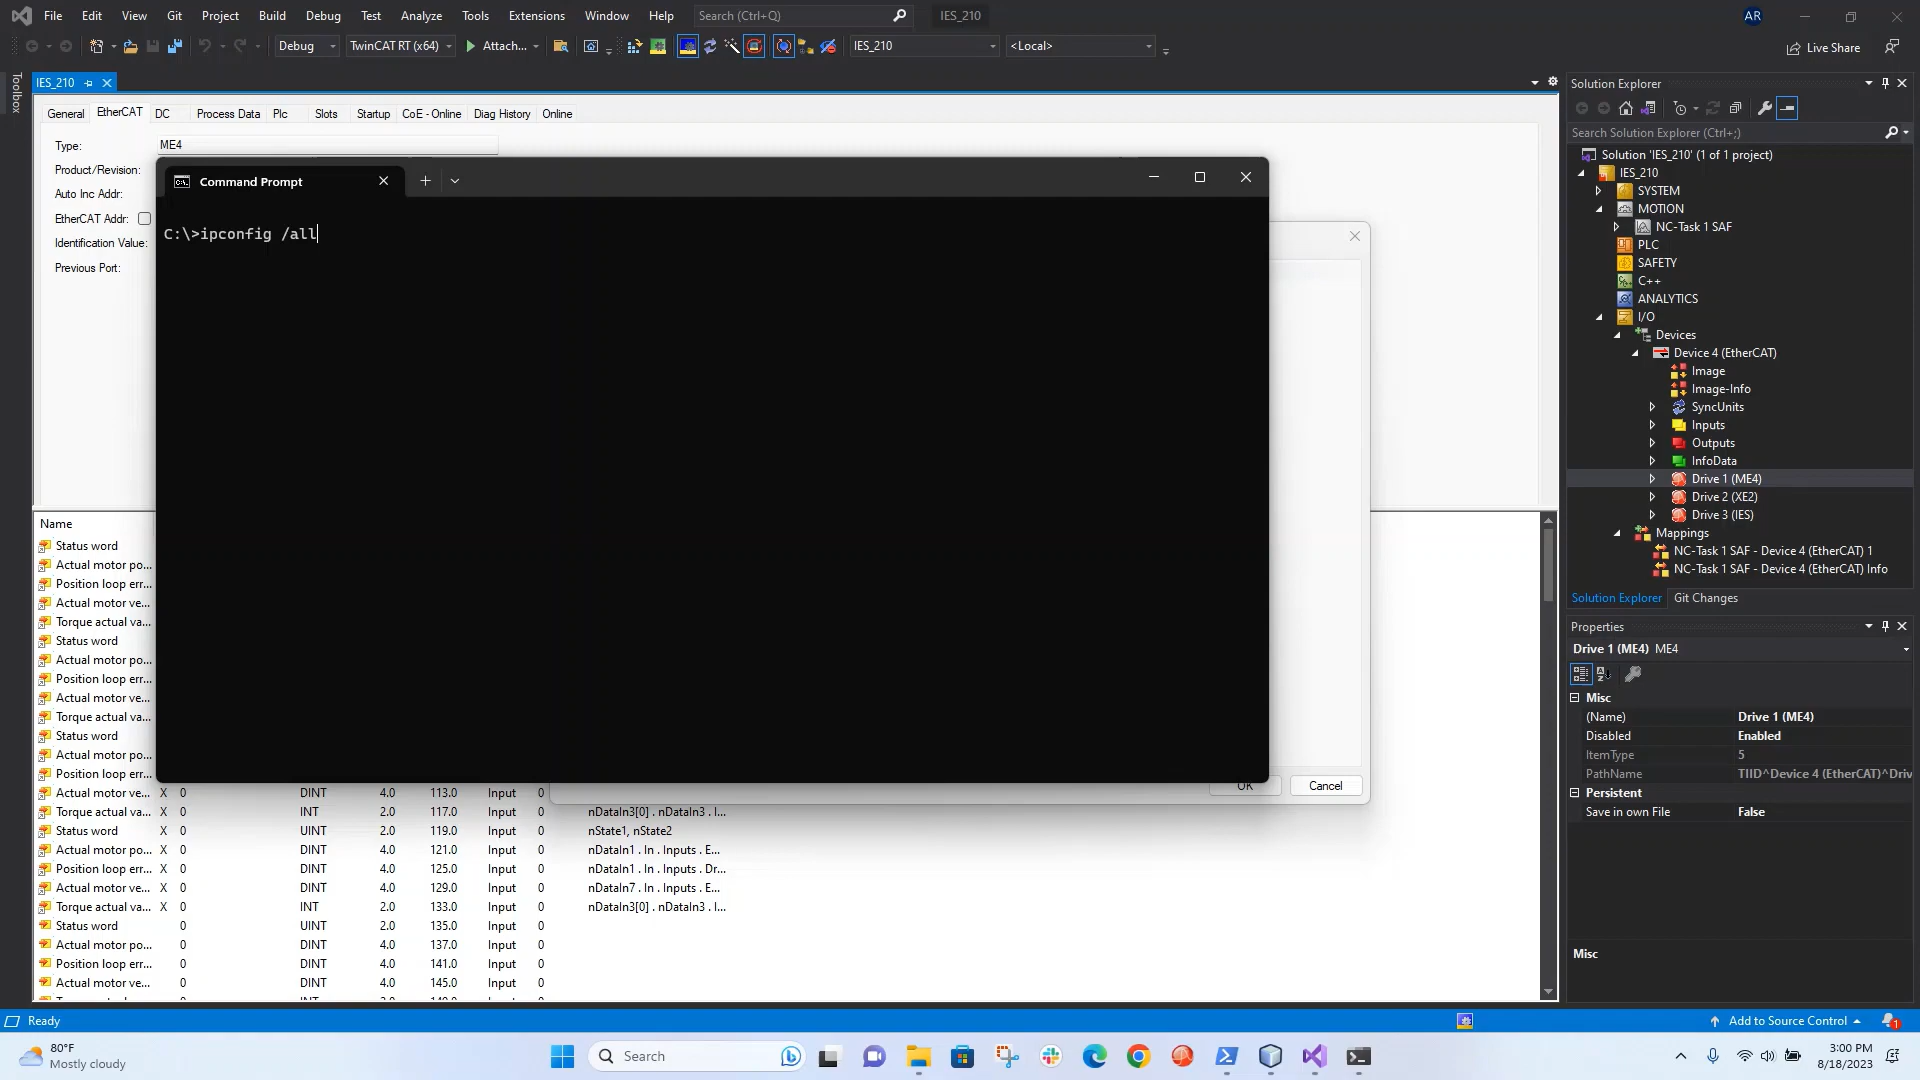 File Edit View Git Project Build Debug Test Analyze Tools Extensions Window Help Search (Ctrl+Q) IES_210 AR
Debug TwinCAT RT (x64) Attach... IES_210 <Local> Live Share
Toolbox
IES_210
General EtherCAT DC Process Data Plc Slots Startup CoE - Online Diag History Online
Type: ME4
Product/Revision:
Auto Inc Addr:
EtherCAT Addr:
Identification Value:
Previous Port:
Command Prompt
C:\>ipconfig /all
OK Cancel
Name
Status word
Actual motor po...
Position loop err...
Actual motor ve...
Torque actual va...
Status word
Actual motor po...
Position loop err...
Actual motor ve...
Torque actual va...
Status word
Actual motor po...
Position loop err...
Actual motor ve... X 0 DINT 4.0 113.0 Input 0
Torque actual va... X 0 INT 2.0 117.0 Input 0 nDataIn3[0] . nDataIn3 . I...
Status word X 0 UINT 2.0 119.0 Input 0 nState1, nState2
Actual motor po... X 0 DINT 4.0 121.0 Input 0 nDataIn1 . In . Inputs . E...
Position loop err... X 0 DINT 4.0 125.0 Input 0 nDataIn1 . In . Inputs . Dr...
Actual motor ve... X 0 DINT 4.0 129.0 Input 0 nDataIn7 . In . Inputs . E...
Torque actual va... X 0 INT 2.0 133.0 Input 0 nDataIn3[0] . nDataIn3 . I...
Status word 0 UINT 2.0 135.0 Input 0
Actual motor po... 0 DINT 4.0 137.0 Input 0
Position loop err... 0 DINT 4.0 141.0 Input 0
Actual motor ve... 0 DINT 4.0 145.0 Input 0
Solution Explorer
Search Solution Explorer (Ctrl+;)
Solution 'IES_210' (1 of 1 project)
IES_210
SYSTEM
MOTION
NC-Task 1 SAF
PLC
SAFETY
C++
ANALYTICS
I/O
Devices
Device 4 (EtherCAT)
Image
Image-Info
SyncUnits
Inputs
Outputs
InfoData
Drive 1 (ME4)
Drive 2 (XE2)
Drive 3 (IES)
Mappings
NC-Task 1 SAF - Device 4 (EtherCAT) 1
NC-Task 1 SAF - Device 4 (EtherCAT) Info
Solution Explorer Git Changes
Properties
Drive 1 (ME4) ME4
Misc
(Name) Drive 1 (ME4)
Disabled Enabled
ItemType 5
PathName TIID^Device 4 (EtherCAT)^Driv
Persistent
Save in own File False
Misc
Ready Add to Source Control 1
80°F
Mostly cloudy
Search
3:00 PM
8/18/2023